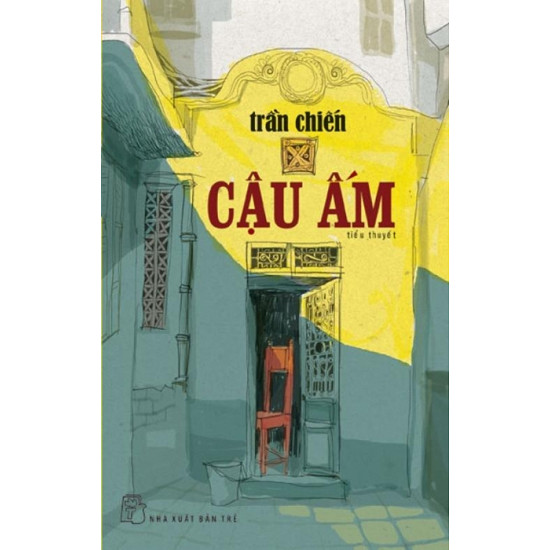 trần chiến
CẬU ẤM
tiểu thuyết
NHÀ XUẤT BẢN TRẺ